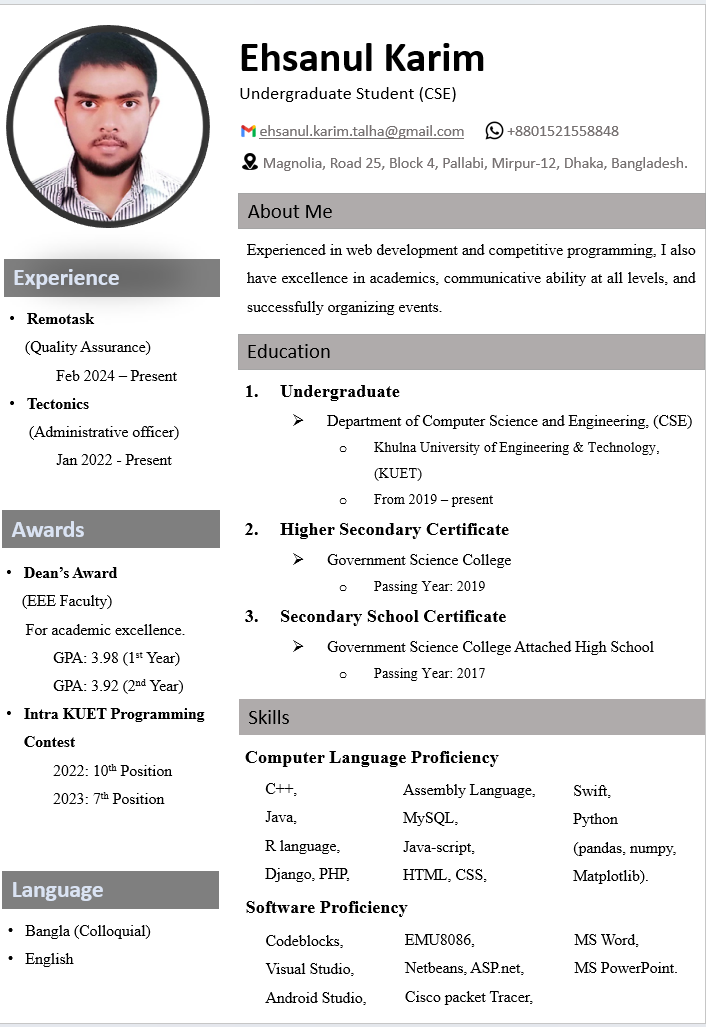 Ehsanul Karim
Undergraduate Student (CSE)
ehsanul.karim.talha@gmail.com +8801521558848
Magnolia, Road 25, Block 4, Pallabi, Mirpur-12, Dhaka, Bangladesh.
Experience
• Remotask
(Quality Assurance)
Feb 2024 – Present
• Tectonics
(Administrative officer)
Jan 2022 - Present
Awards
• Dean’s Award
(EEE Faculty)
For academic excellence.
GPA: 3.98 (1st Year)
GPA: 3.92 (2nd Year)
• Intra KUET Programming
Contest
2022: 10th Position
2023: 7th Position
Language
• Bangla (Colloquial)
• English
About Me
Experienced in web development and competitive programming, I also
have excellence in academics, communicative ability at all levels, and
successfully organizing events.
Education
1. Undergraduate
➢ Department of Computer Science and Engineering, (CSE)
o Khulna University of Engineering & Technology,
(KUET)
o From 2019 – present
2. Higher Secondary Certificate
➢ Government Science College
o Passing Year: 2019
3. Secondary School Certificate
➢ Government Science College Attached High School
o Passing Year: 2017
Skills
Computer Language Proficiency
C++, Assembly Language, Swift,
Java, MySQL, Python
R language, Java-script, (pandas, numpy,
Django, PHP, HTML, CSS, Matplotlib).
Software Proficiency
Codeblocks, EMU8086, MS Word,
Visual Studio, Netbeans, ASP.net, MS PowerPoint.
Android Studio, Cisco packet Tracer,